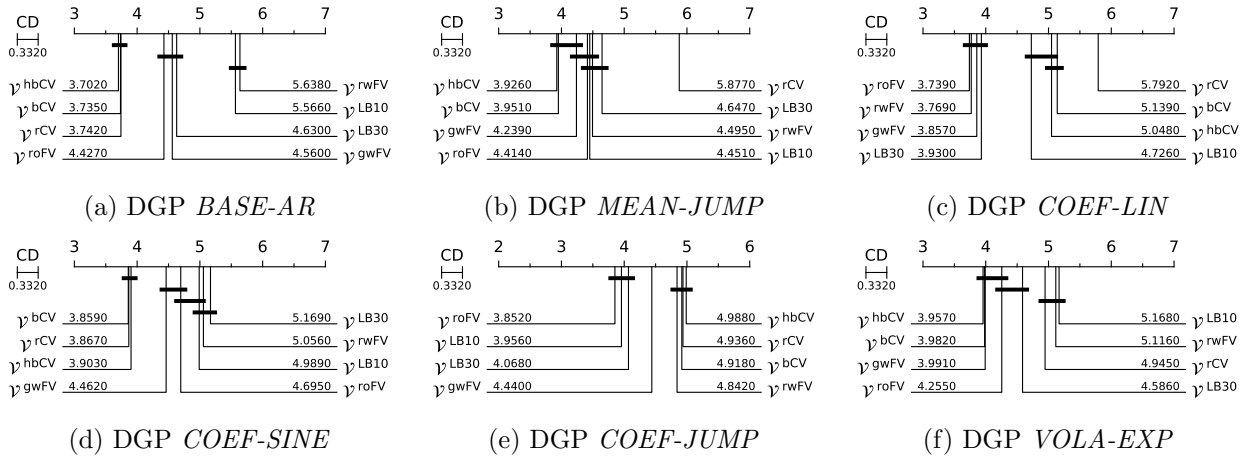 3 4 5 6 7
CD
0.3320
𝒱 hbCV 3.7020 5.6380 𝒱 rwFV
𝒱 bCV 3.7350 5.5660 𝒱 LB10
𝒱 rCV 3.7420 4.6300 𝒱 LB30
𝒱 roFV 4.4270 4.5600 𝒱 gwFV
(a) DGP BASE-AR
3 4 5 6 7
CD
0.3320
𝒱 hbCV 3.9260 5.8770 𝒱 rCV
𝒱 bCV 3.9510 4.6470 𝒱 LB30
𝒱 gwFV 4.2390 4.4950 𝒱 rwFV
𝒱 roFV 4.4140 4.4510 𝒱 LB10
(b) DGP MEAN-JUMP
3 4 5 6 7
CD
0.3320
𝒱 roFV 3.7390 5.7920 𝒱 rCV
𝒱 rwFV 3.7690 5.1390 𝒱 bCV
𝒱 gwFV 3.8570 5.0480 𝒱 hbCV
𝒱 LB30 3.9300 4.7260 𝒱 LB10
(c) DGP COEF-LIN
3 4 5 6 7
CD
0.3320
𝒱 bCV 3.8590 5.1690 𝒱 LB30
𝒱 rCV 3.8670 5.0560 𝒱 rwFV
𝒱 hbCV 3.9030 4.9890 𝒱 LB10
𝒱 gwFV 4.4620 4.6950 𝒱 roFV
(d) DGP COEF-SINE
2 3 4 5 6
CD
0.3320
𝒱 roFV 3.8520 4.9880 𝒱 hbCV
𝒱 LB10 3.9560 4.9360 𝒱 rCV
𝒱 LB30 4.0680 4.9180 𝒱 bCV
𝒱 gwFV 4.4400 4.8420 𝒱 rwFV
(e) DGP COEF-JUMP
3 4 5 6 7
CD
0.3320
𝒱 hbCV 3.9570 5.1680 𝒱 LB10
𝒱 bCV 3.9820 5.1160 𝒱 rwFV
𝒱 gwFV 3.9910 4.9450 𝒱 rCV
𝒱 roFV 4.2550 4.5860 𝒱 LB30
(f) DGP VOLA-EXP